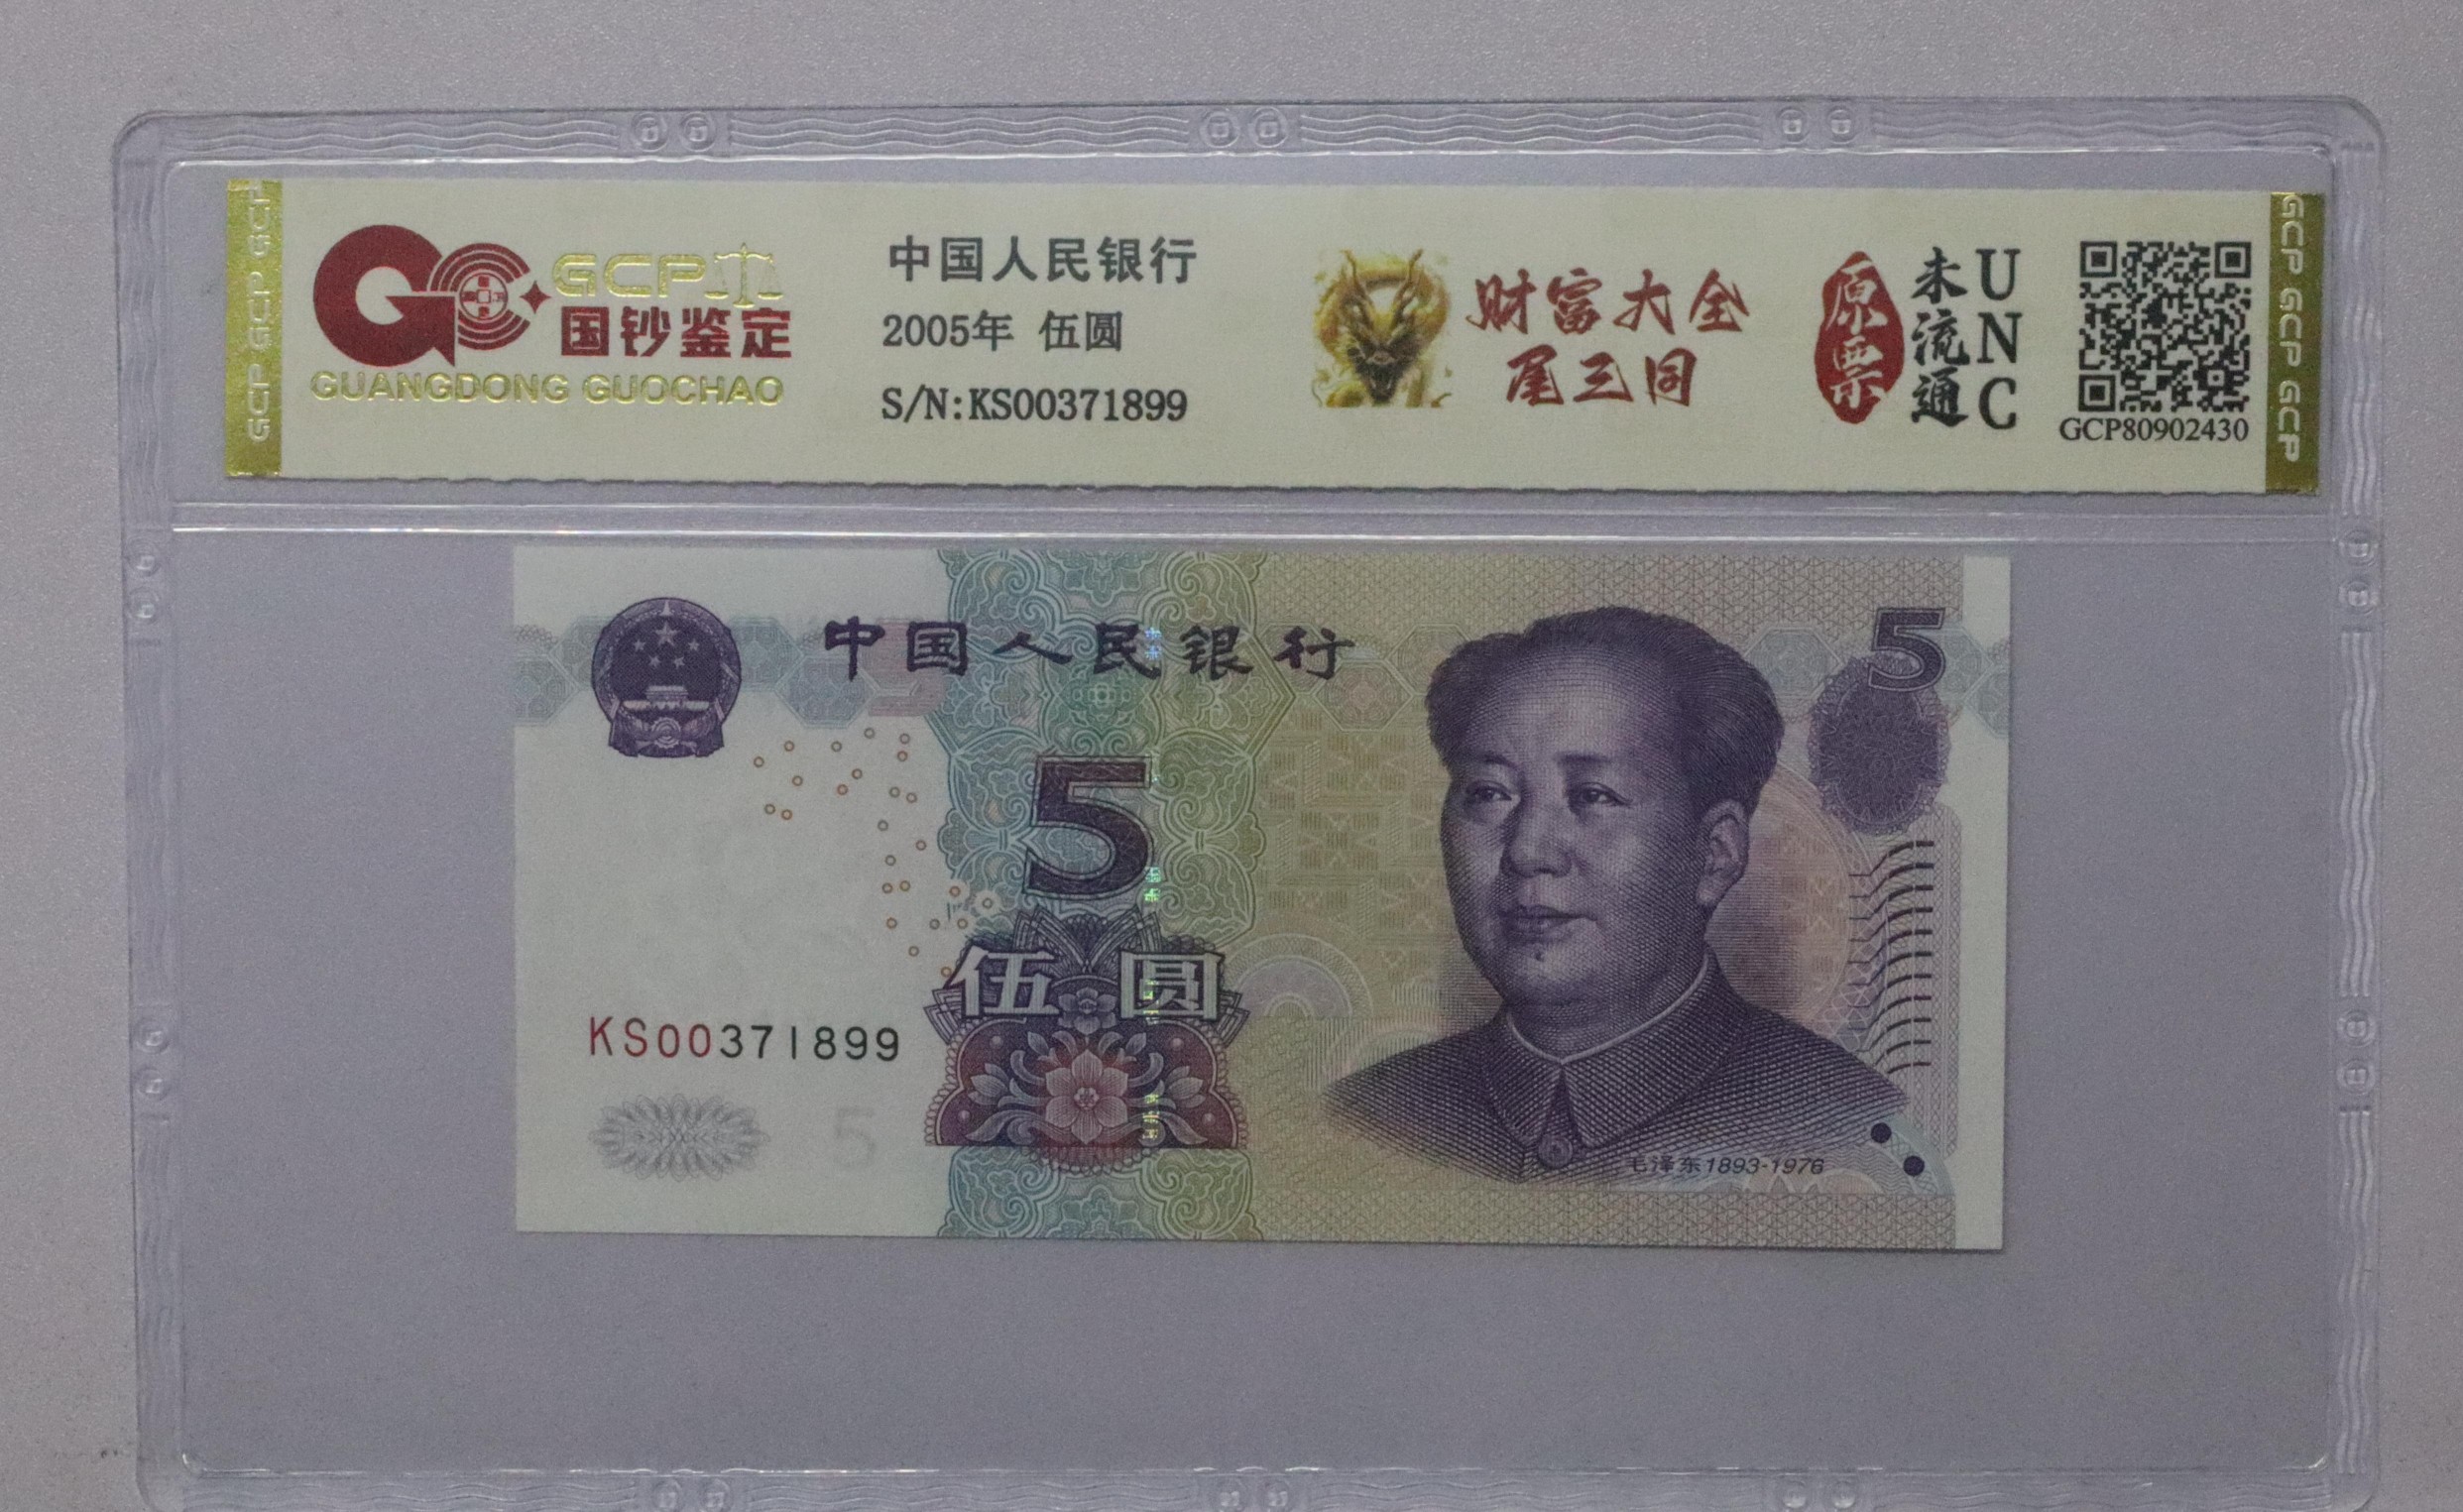 GCP GCP GCP
GCP
国钞鉴定
GUANGDONG GUOCHAO
中国人民银行
2005年 伍圆
S/N:KS00371899
财富大全
尾三同
原票
未流通
UNC
GCP80902430
GCP GCP GCP
中国人民银行
5
5
伍圆
KS00371899
5
毛泽东1893-1976